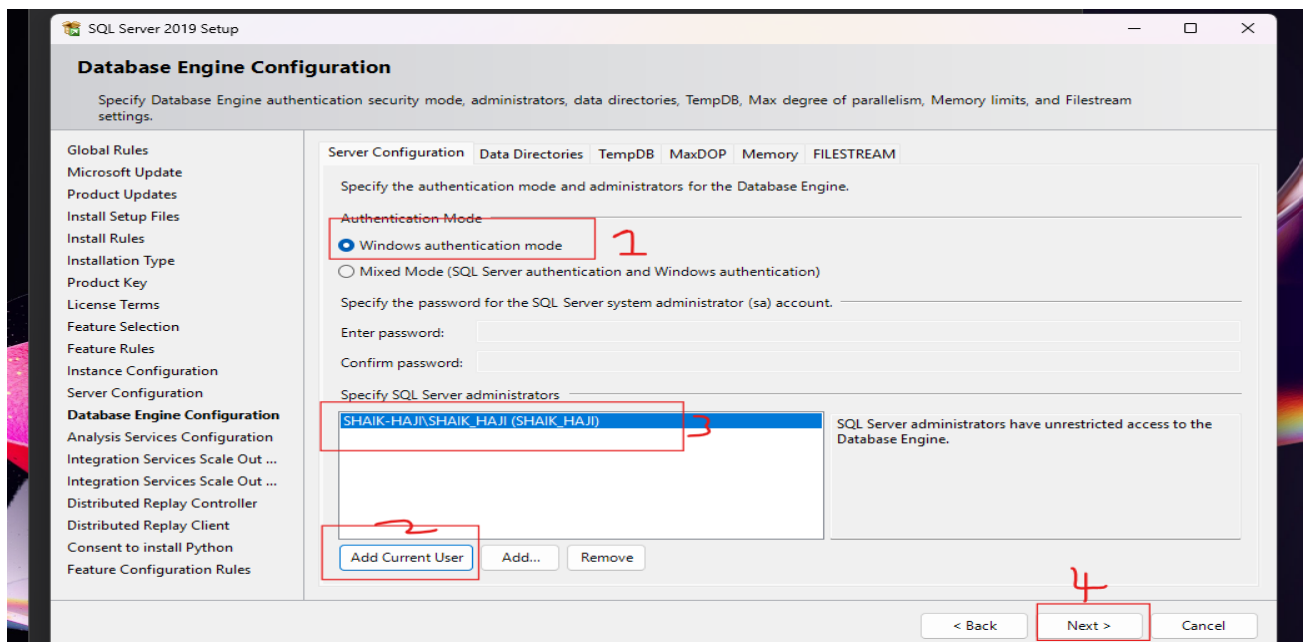 SQL Server 2019 Setup
Database Engine Configuration
Specify Database Engine authentication security mode, administrators, data directories, TempDB, Max degree of parallelism, Memory limits, and Filestream
settings.
Global Rules
Microsoft Update
Product Updates
Install Setup Files
Install Rules
Installation Type
Product Key
License Terms
Feature Selection
Feature Rules
Instance Configuration
Server Configuration
Database Engine Configuration
Analysis Services Configuration
Integration Services Scale Out ...
Integration Services Scale Out ...
Distributed Replay Controller
Distributed Replay Client
Consent to install Python
Feature Configuration Rules
Server Configuration Data Directories TempDB MaxDOP Memory FILESTREAM
Specify the authentication mode and administrators for the Database Engine.
Authentication Mode
Windows authentication mode 1
Mixed Mode (SQL Server authentication and Windows authentication)
Specify the password for the SQL Server system administrator (sa) account.
Enter password:
Confirm password:
Specify SQL Server administrators
SHAIK-HAJI\SHAIK_HAJI (SHAIK_HAJI) 3
SQL Server administrators have unrestricted access to the
Database Engine.
2
Add Current User Add... Remove
4
< Back Next > Cancel